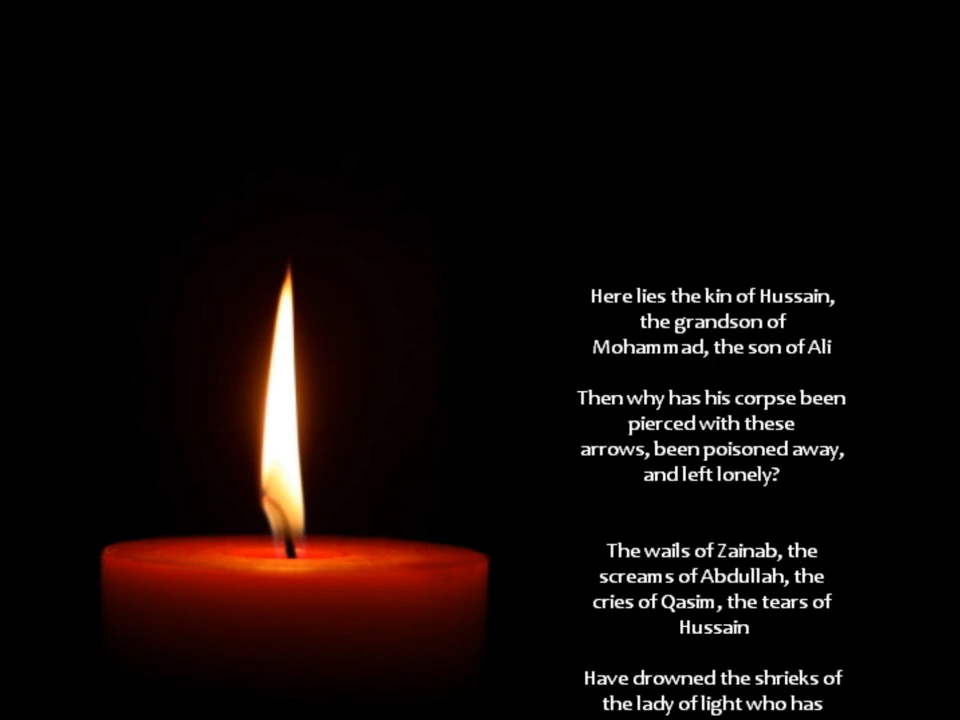 Here lies the kin of Hussain,
the grandson of
Mohammad, the son of Ali
Then why has his corpse been
pierced with these
arrows, been poisoned away,
and left lonely?
The wails of Zainab, the
screams of Abdullah, the
cries of Qasim, the tears of
Hussain
Have drowned the shrieks of
the lady of light who has